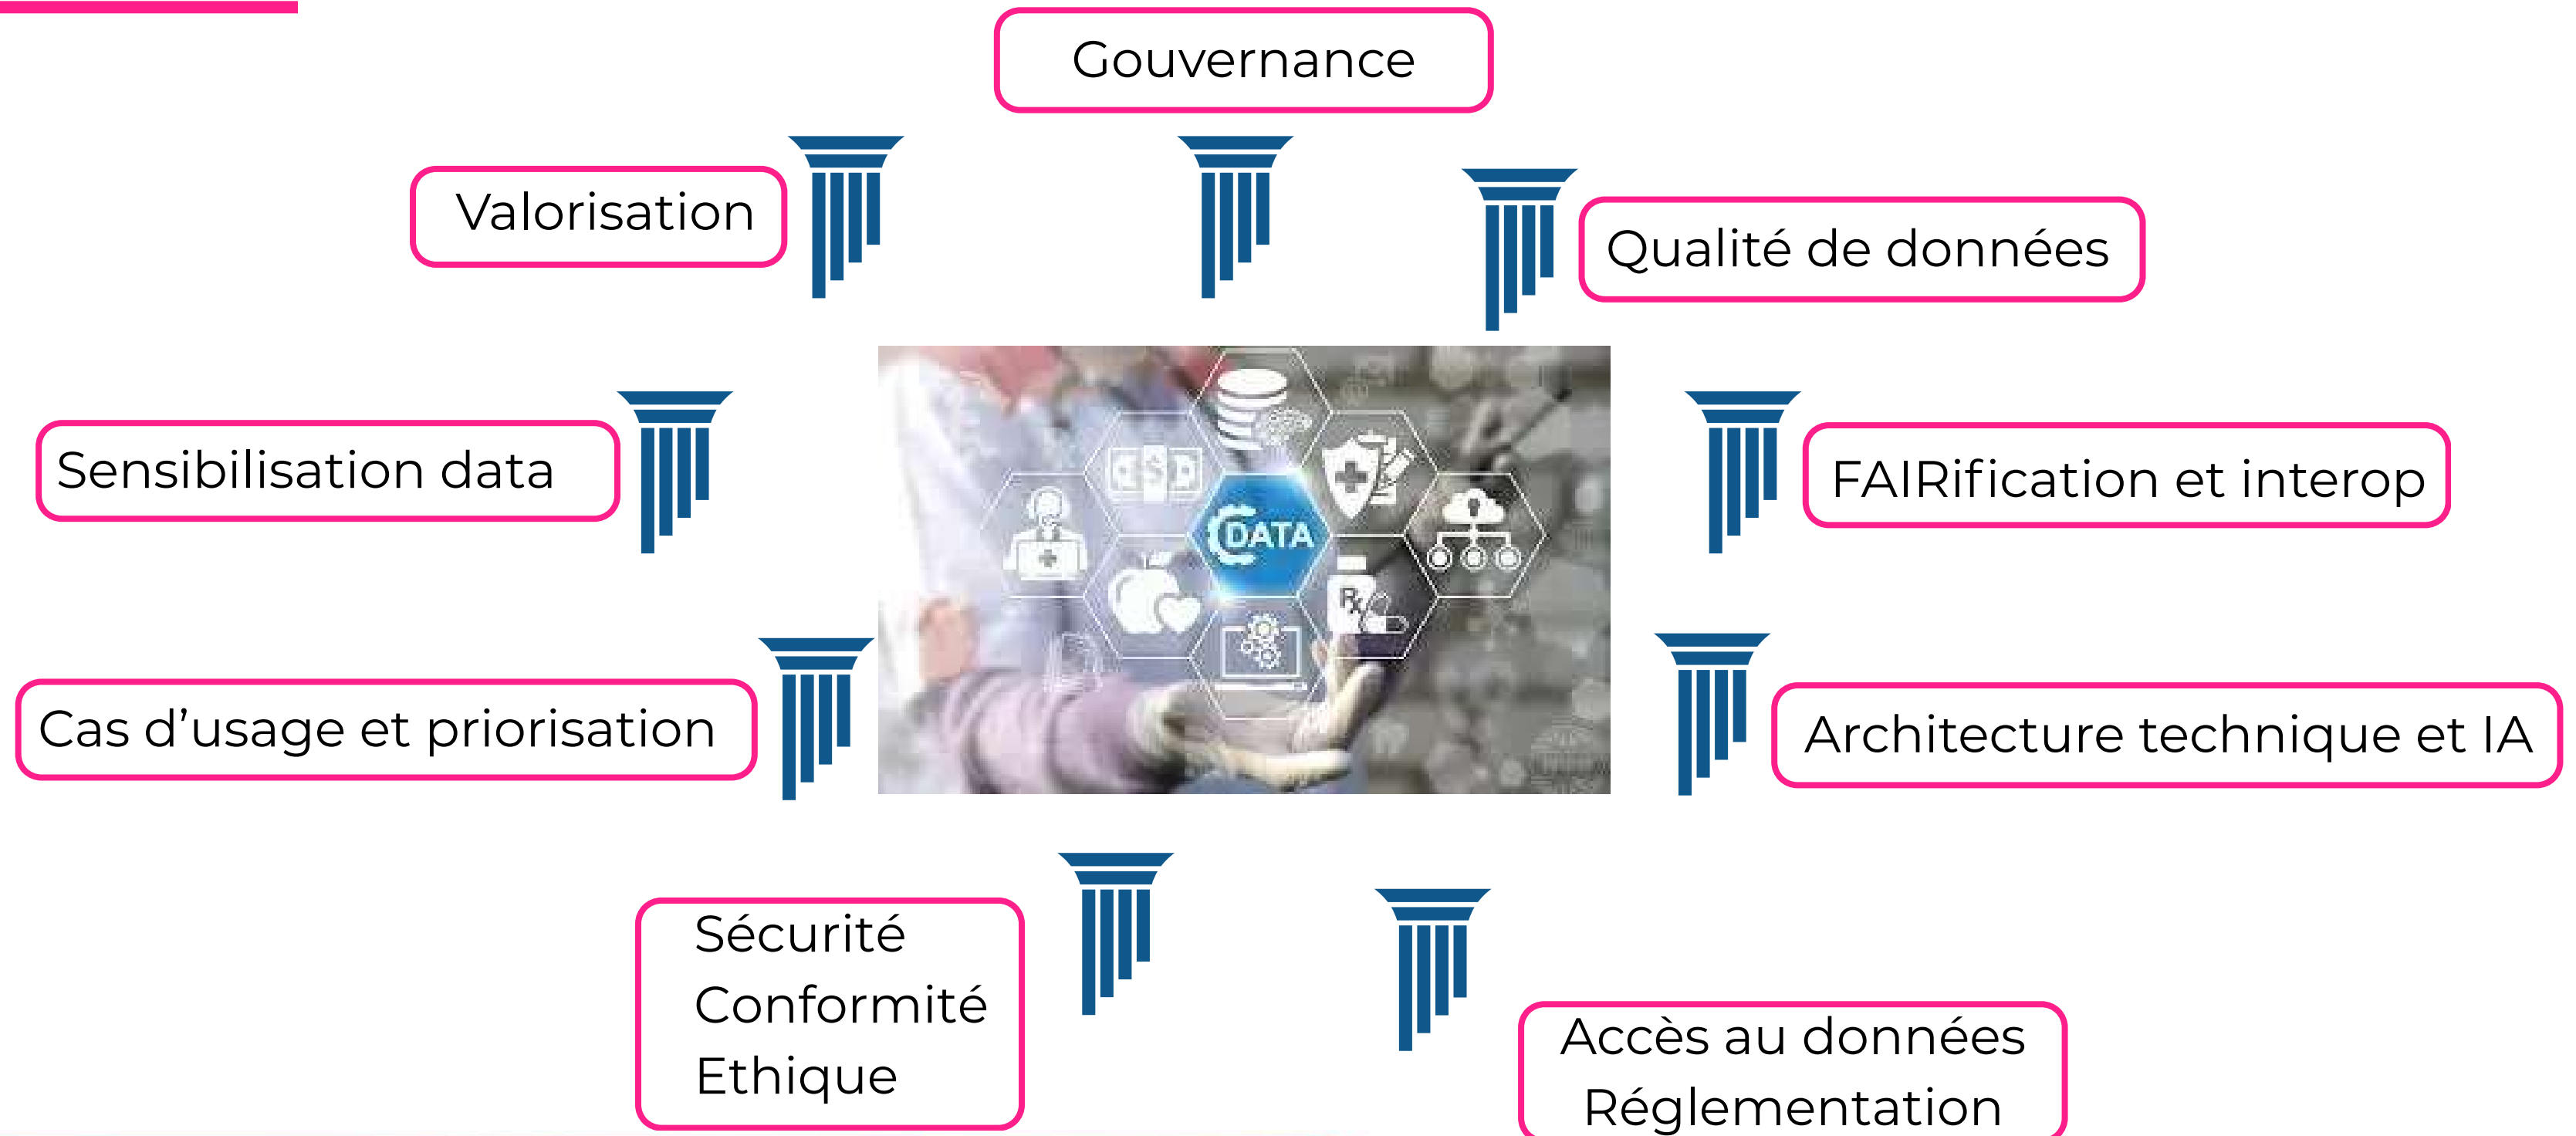 Gouvernance
Valorisation
Qualité de données
Sensibilisation data
FAIRification et interop
DATA
Rx
Cas d’usage et priorisation
Architecture technique et IA
Sécurité
Conformité
Ethique
Accès au données
Réglementation